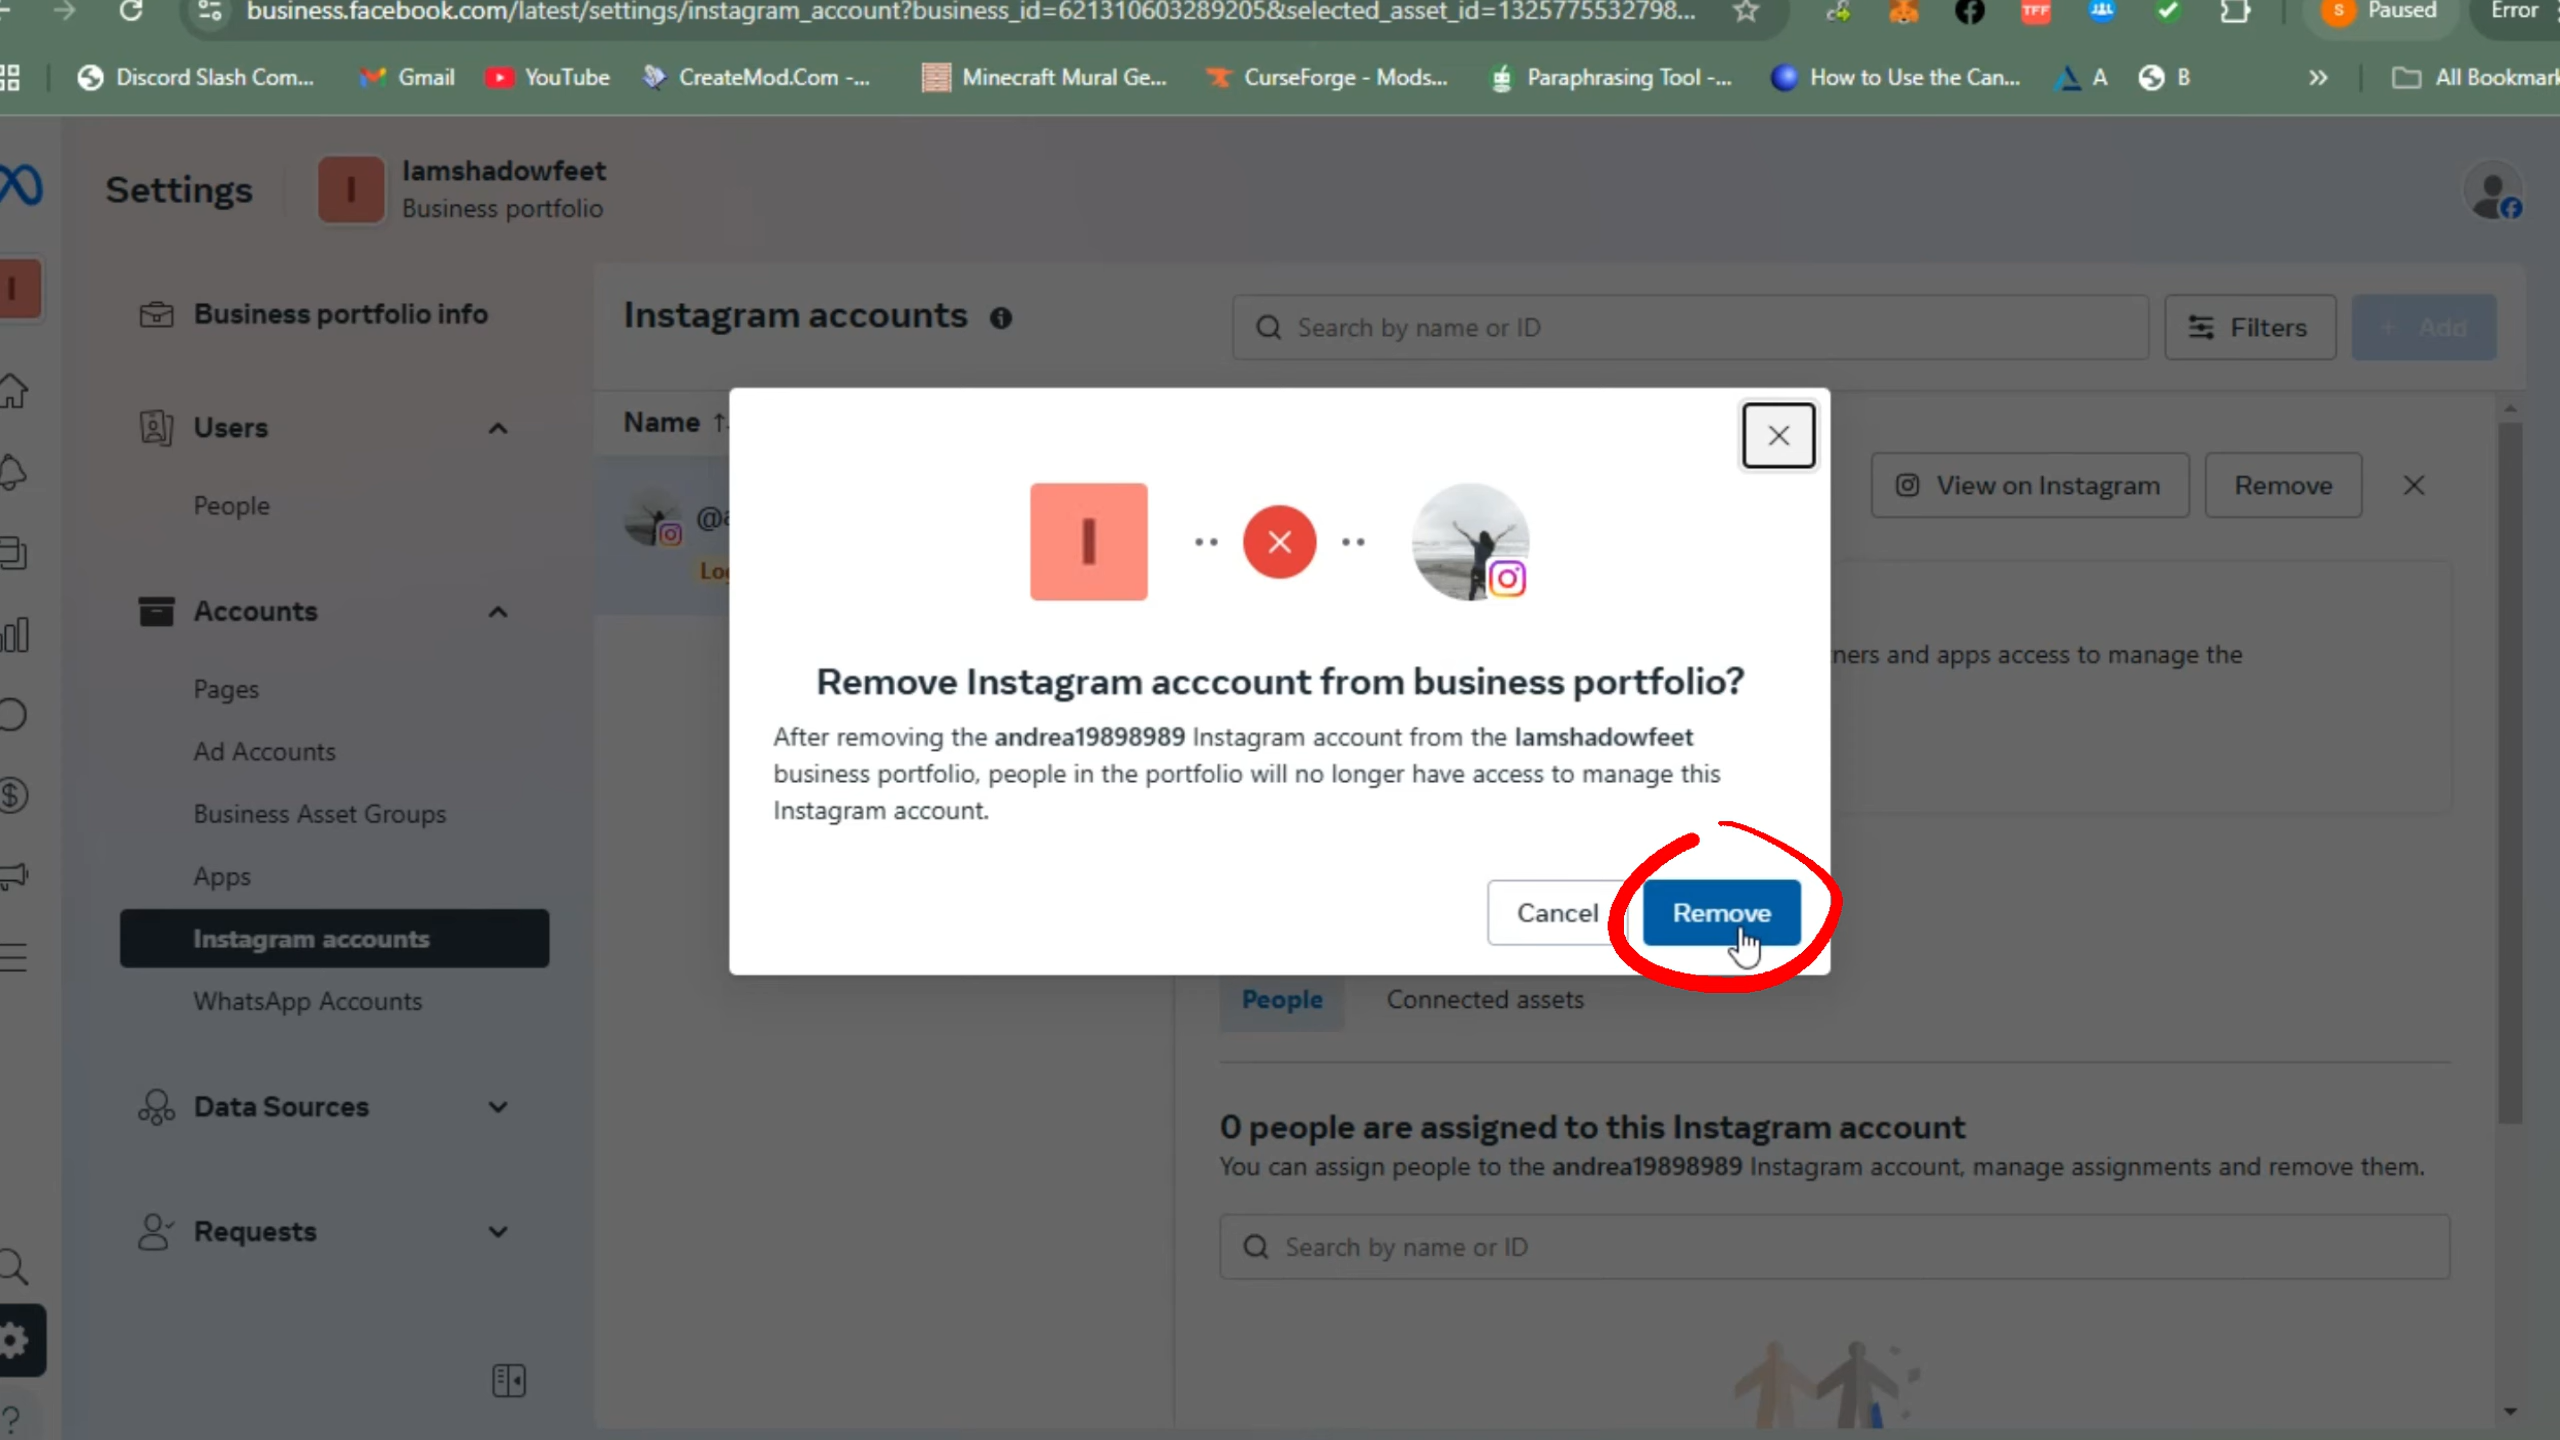 business.facebook.com/latest/settings/instagram_account?business_id=621310603289205&selected_asset_id=1325775532798...
TFF
S Paused
Error
Discord Slash Com...
Gmail
YouTube
CreateMod.Com -...
Minecraft Mural Ge...
CurseForge - Mods...
Paraphrasing Tool -...
How to Use the Can...
A
B
»
All Bookmark
Settings
I
Iamshadowfeet
Business portfolio
I
Business portfolio info
Users
People
Accounts
Pages
Ad Accounts
Business Asset Groups
Apps
Instagram accounts
WhatsApp Accounts
Data Sources
Requests
Instagram accounts
Search by name or ID
Filters
+ Add
Name
@a
Log
View on Instagram
Remove
ners and apps access to manage the
I
Remove Instagram acccount from business portfolio?
After removing the andrea19898989 Instagram account from the Iamshadowfeet
business portfolio, people in the portfolio will no longer have access to manage this
Instagram account.
Cancel
Remove
People
Connected assets
0 people are assigned to this Instagram account
You can assign people to the andrea19898989 Instagram account, manage assignments and remove them.
Search by name or ID